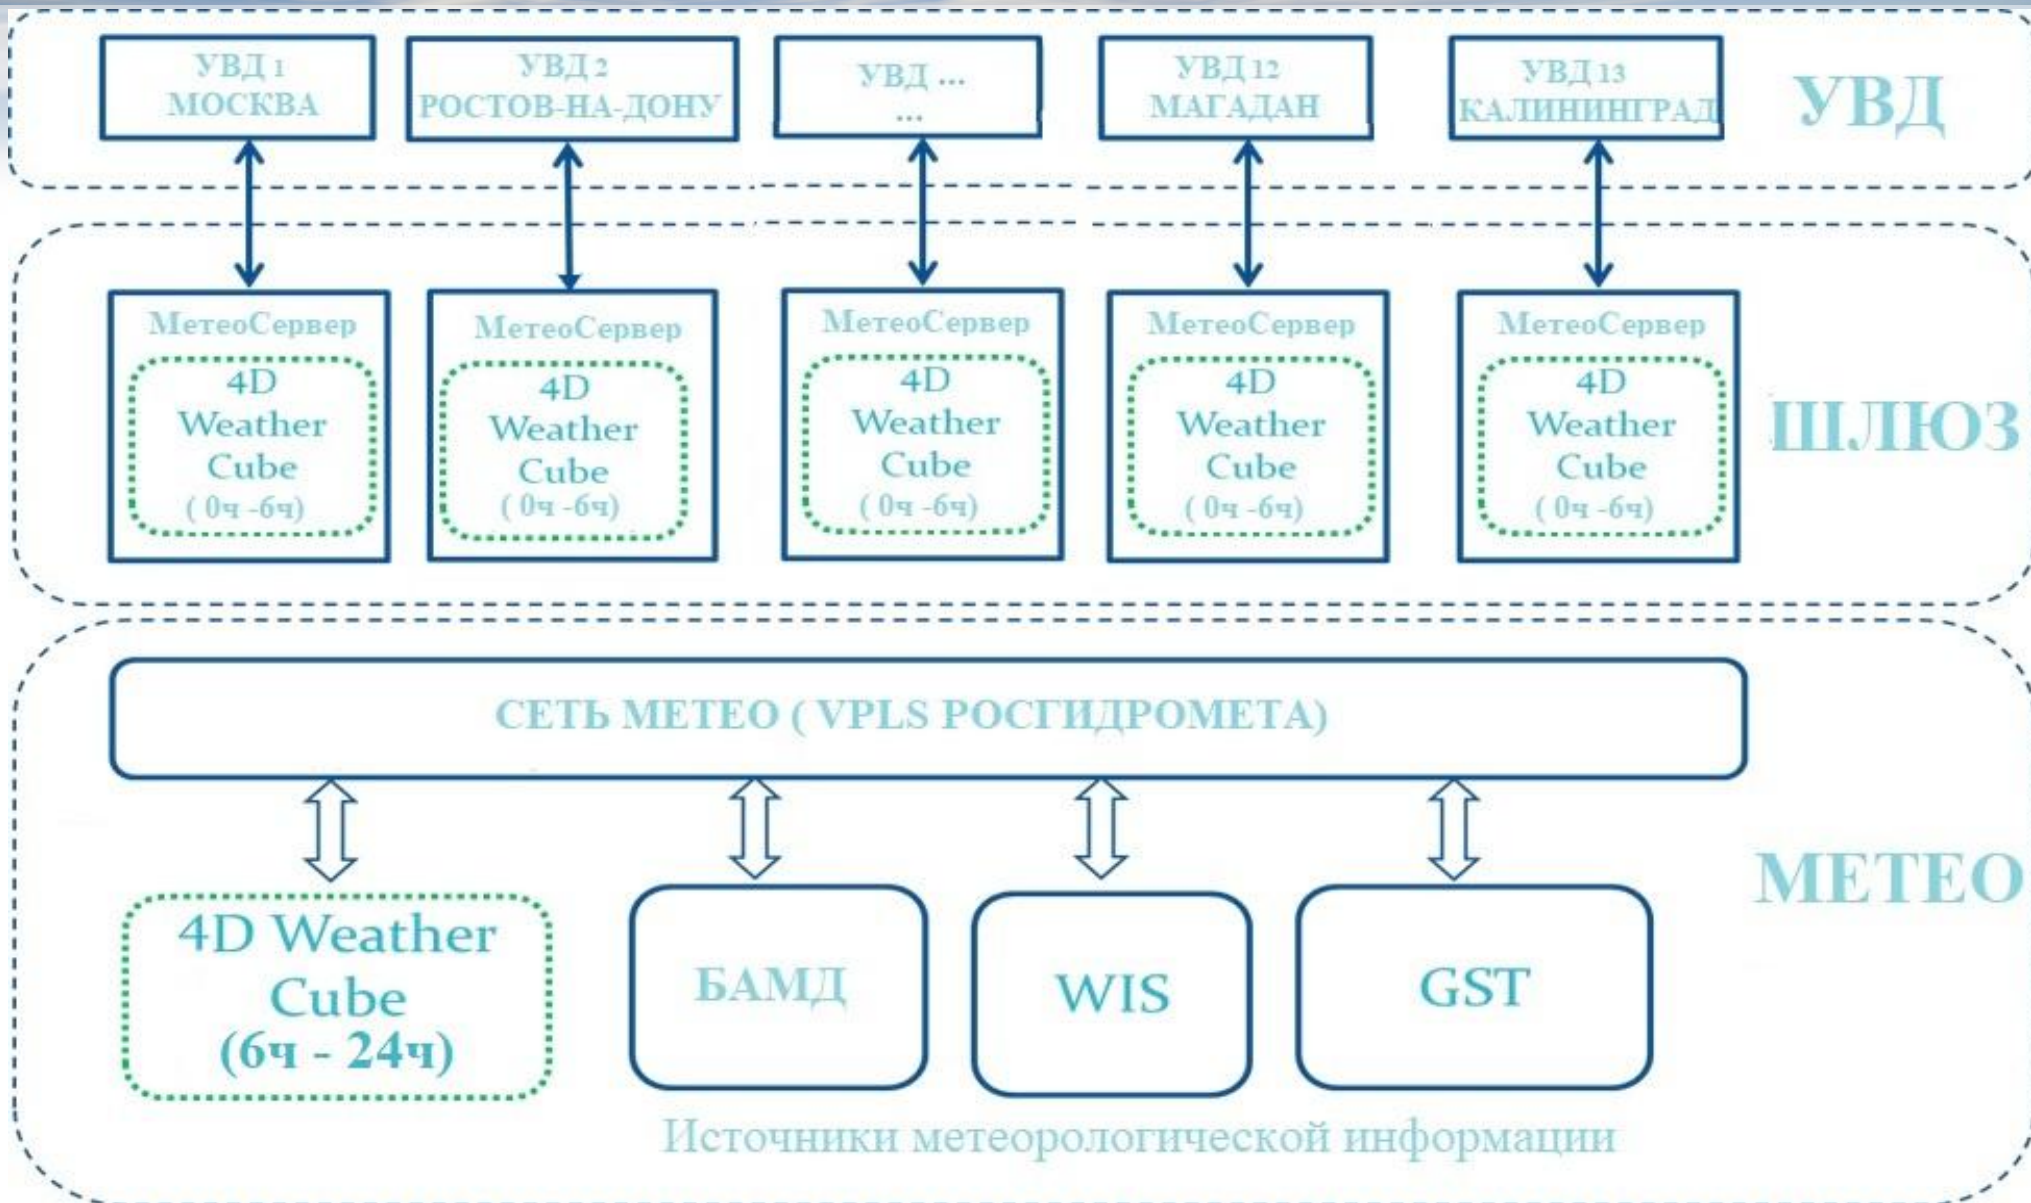 УВД 1
МОСКВА
УВД 2
РОСТОВ-НА-ДОНУ
УВД ...
...
УВД 12
МАГАДАН
УВД 13
КАЛИНИНГРАД
УВД
МетеоСервер
4D
Weather
Cube
( 0ч -6ч)
МетеоСервер
4D
Weather
Cube
( 0ч -6ч)
МетеоСервер
4D
Weather
Cube
( 0ч -6ч)
МетеоСервер
4D
Weather
Cube
( 0ч -6ч)
МетеоСервер
4D
Weather
Cube
( 0ч -6ч)
ШЛЮЗ
СЕТЬ МЕТЕО ( VPLS РОСГИДРОМЕТА)
МЕТЕО
4D Weather
Cube
(6ч - 24ч)
БАМД
WIS
GST
Источники метеорологической информации